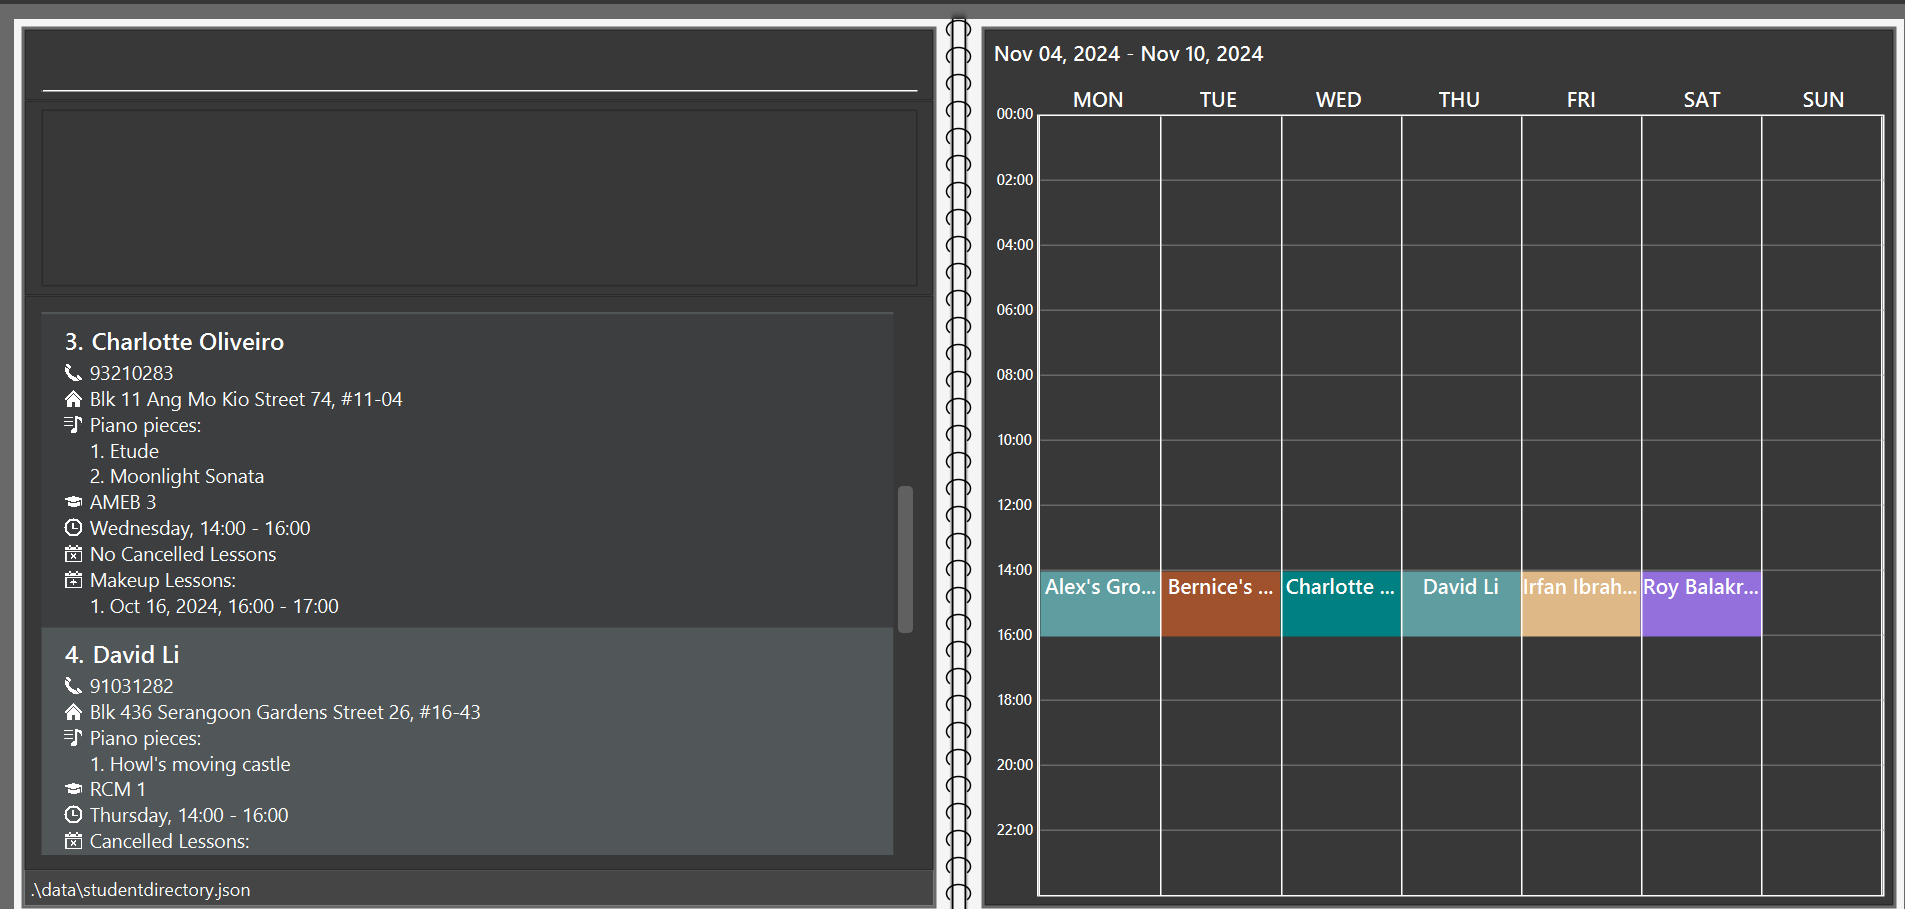 3. Charlotte Oliveiro
93210283
Blk 11 Ang Mo Kio Street 74, #11-04
Piano pieces:
1. Etude
2. Moonlight Sonata
AMEB 3
Wednesday, 14:00 - 16:00
No Cancelled Lessons
Makeup Lessons:
1. Oct 16, 2024, 16:00 - 17:00
4. David Li
91031282
Blk 436 Serangoon Gardens Street 26, #16-43
Piano pieces:
1. Howl's moving castle
RCM 1
Thursday, 14:00 - 16:00
Cancelled Lessons:
.\data\studentdirectory.json
Nov 04, 2024 - Nov 10, 2024
MON TUE WED THU FRI SAT SUN
00:00
02:00
04:00
06:00
08:00
10:00
12:00
14:00
Alex's Gro... Bernice's ... Charlotte ... David Li Irfan Ibrah... Roy Balakr...
16:00
18:00
20:00
22:00